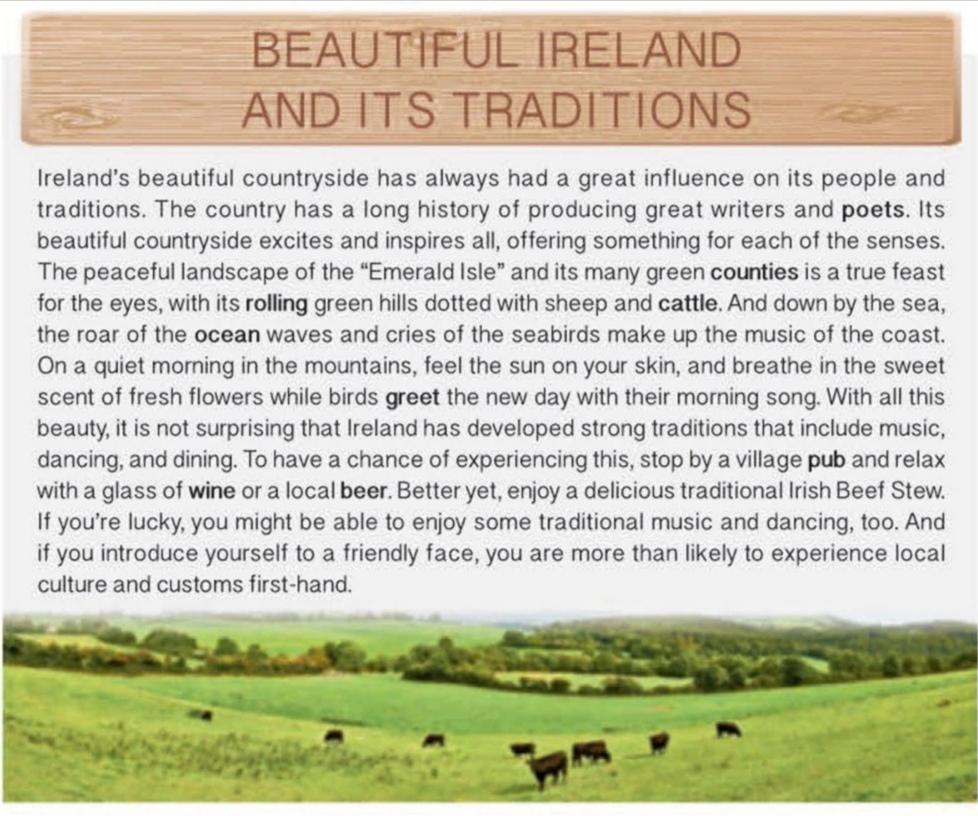 BEAUTIFUL IRELAND
AND ITS TRADITIONS
Ireland's beautiful countryside has always had a great influence on its people and
traditions. The country has a long history of producing great writers and poets. Its
beautiful countryside excites and inspires all, offering something for each of the senses.
The peaceful landscape of the “Emerald Isle” and its many green counties is a true feast
for the eyes, with its rolling green hills dotted with sheep and cattle. And down by the sea,
the roar of the ocean waves and cries of the seabirds make up the music of the coast.
On a quiet morning in the mountains, feel the sun on your skin, and breathe in the sweet
scent of fresh flowers while birds greet the new day with their morning song. With all this
beauty, it is not surprising that Ireland has developed strong traditions that include music,
dancing, and dining. To have a chance of experiencing this, stop by a village pub and relax
with a glass of wine or a local beer. Better yet, enjoy a delicious traditional Irish Beef Stew.
If you're lucky, you might be able to enjoy some traditional music and dancing, too. And
if you introduce yourself to a friendly face, you are more than likely to experience local
culture and customs first-hand.